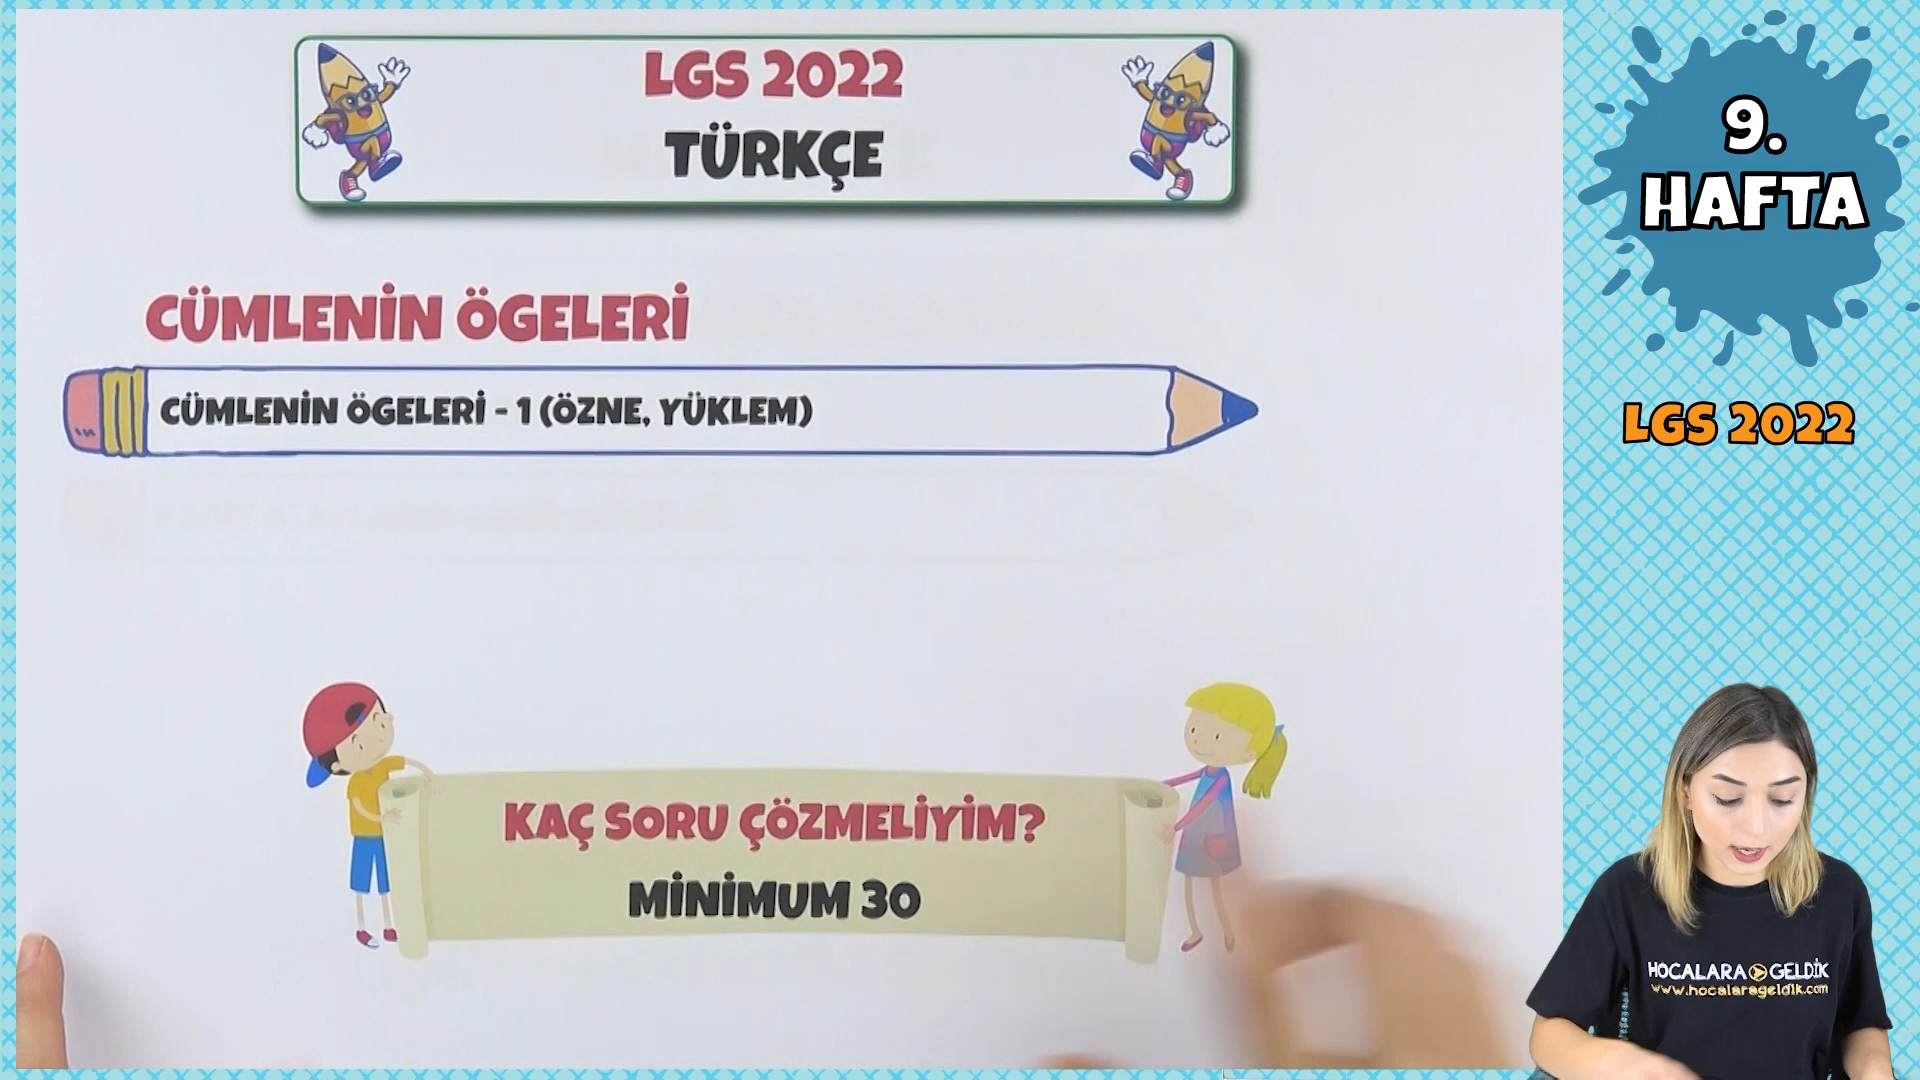 LGS 2022
TÜRKÇE
CÜMLENİN ÖGELERİ
CÜMLENİN ÖGELERİ - 1 (ÖZNE, YÜKLEM)
KAÇ SORU ÇÖZMELİYİM?
MİNİMUM 30
9.
HAFTA
LGS 2022
HOCALARA GELDİK
www.hocalarageldik.com